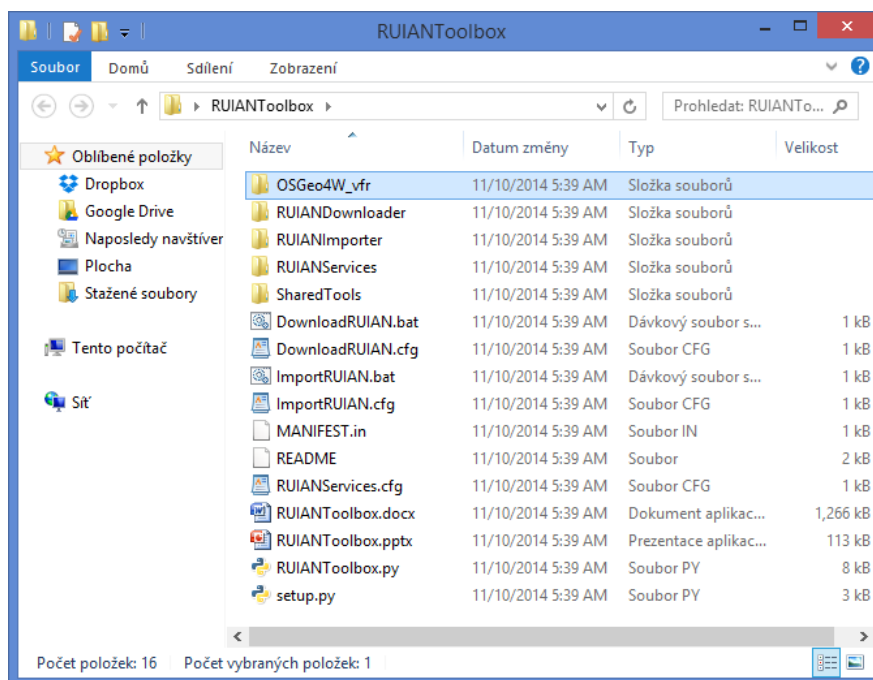 RUIANToolbox
Soubor Domů Sdílení Zobrazení
RUIANToolbox
Prohledat: RUIANTo...
Oblíbené položky
Dropbox
Google Drive
Naposledy navštíver
Plocha
Stažené soubory
Tento počítač
Síť
Název Datum změny Typ Velikost
OSGeo4W_vfr 11/10/2014 5:39 AM Složka souborů
RUIANDownloader 11/10/2014 5:39 AM Složka souborů
RUIANImporter 11/10/2014 5:39 AM Složka souborů
RUIANServices 11/10/2014 5:39 AM Složka souborů
SharedTools 11/10/2014 5:39 AM Složka souborů
DownloadRUIAN.bat 11/10/2014 5:39 AM Dávkový soubor s... 1 kB
DownloadRUIAN.cfg 11/10/2014 5:39 AM Soubor CFG 1 kB
ImportRUIAN.bat 11/10/2014 5:39 AM Dávkový soubor s... 1 kB
ImportRUIAN.cfg 11/10/2014 5:39 AM Soubor CFG 1 kB
MANIFEST.in 11/10/2014 5:39 AM Soubor IN 1 kB
README 11/10/2014 5:39 AM Soubor 2 kB
RUIANServices.cfg 11/10/2014 5:39 AM Soubor CFG 1 kB
RUIANToolbox.docx 11/10/2014 5:39 AM Dokument aplikac... 1,266 kB
RUIANToolbox.pptx 11/10/2014 5:39 AM Prezentace aplikac... 113 kB
RUIANToolbox.py 11/10/2014 5:39 AM Soubor PY 8 kB
setup.py 11/10/2014 5:39 AM Soubor PY 3 kB
Počet položek: 16 Počet vybraných položek: 1